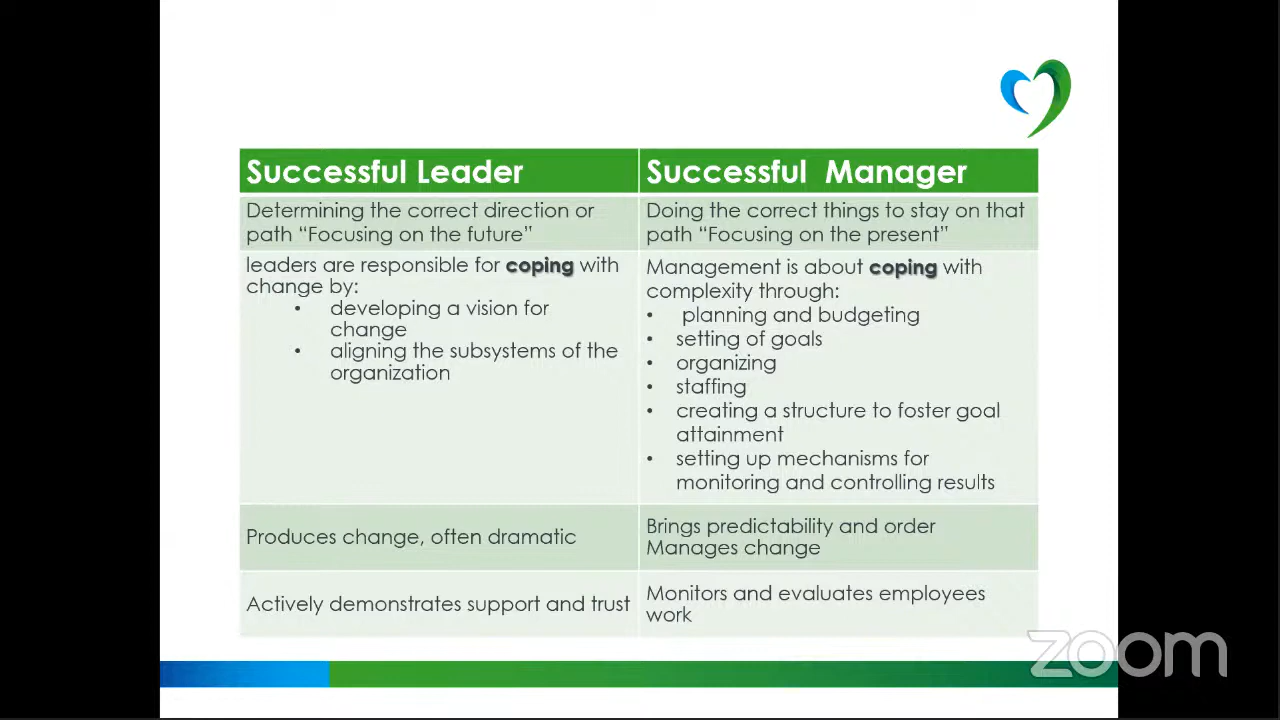 Successful Leader
Successful Manager
Determining the correct direction or
path “Focusing on the future”
Doing the correct things to stay on that
path “Focusing on the present”
leaders are responsible for coping with
change by:
• developing a vision for
change
• aligning the subsystems of the
organization
Management is about coping with
complexity through:
• planning and budgeting
• setting of goals
• organizing
• staffing
• creating a structure to foster goal
attainment
• setting up mechanisms for
monitoring and controlling results
Produces change, often dramatic
Brings predictability and order
Manages change
Actively demonstrates support and trust
Monitors and evaluates employees
work
zoom